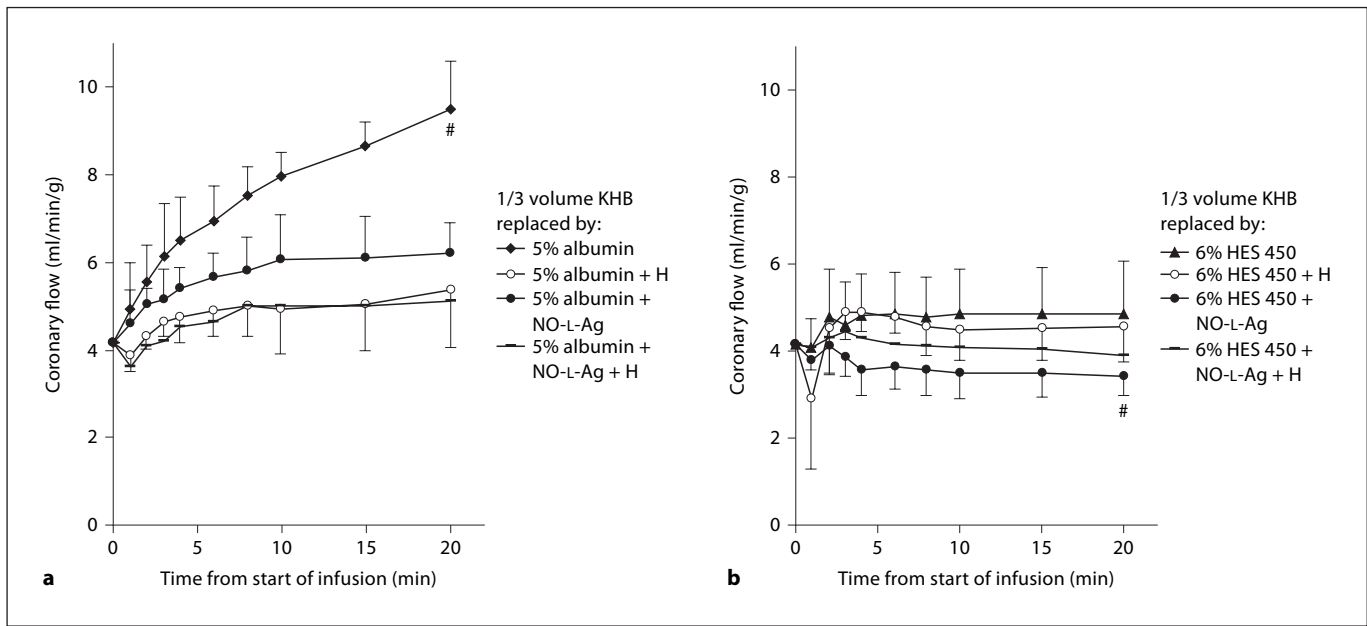 10
8
6
4
2
0
Coronary flow (ml/min/g)
#
0 5 10 15 20
Time from start of infusion (min)
a
1/3 volume KHB
replaced by:
5% albumin
5% albumin + H
5% albumin +
NO-L-Ag
5% albumin +
NO-L-Ag + H
10
8
6
4
2
0
Coronary flow (ml/min/g)
#
0 5 10 15 20
Time from start of infusion (min)
b
1/3 volume KHB
replaced by:
6% HES 450
6% HES 450 + H
6% HES 450 +
NO-L-Ag
6% HES 450 +
NO-L-Ag + H